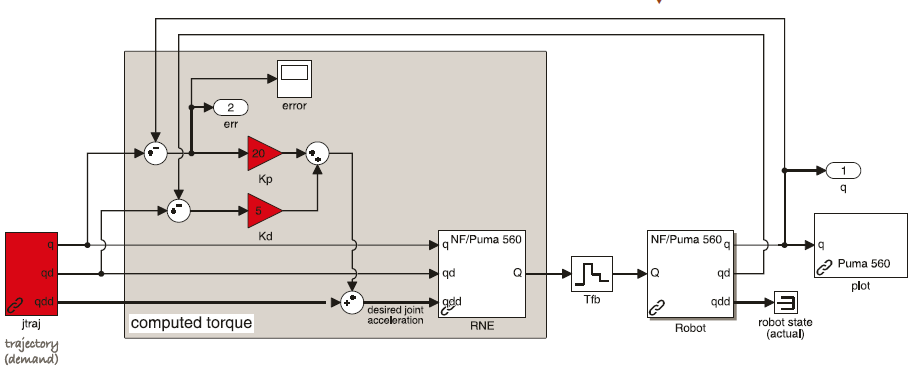 error
2
err
20
Kp
5
Kd
q
qd
qdd
jtraj
trajectory
(demand)
computed torque
desired joint
acceleration
q
NF/Puma 560
qd
Q
qdd
RNE
Tfb
NF/Puma 560
q
Q
qd
qdd
Robot
1
q
q
Puma 560
plot
robot state
(actual)